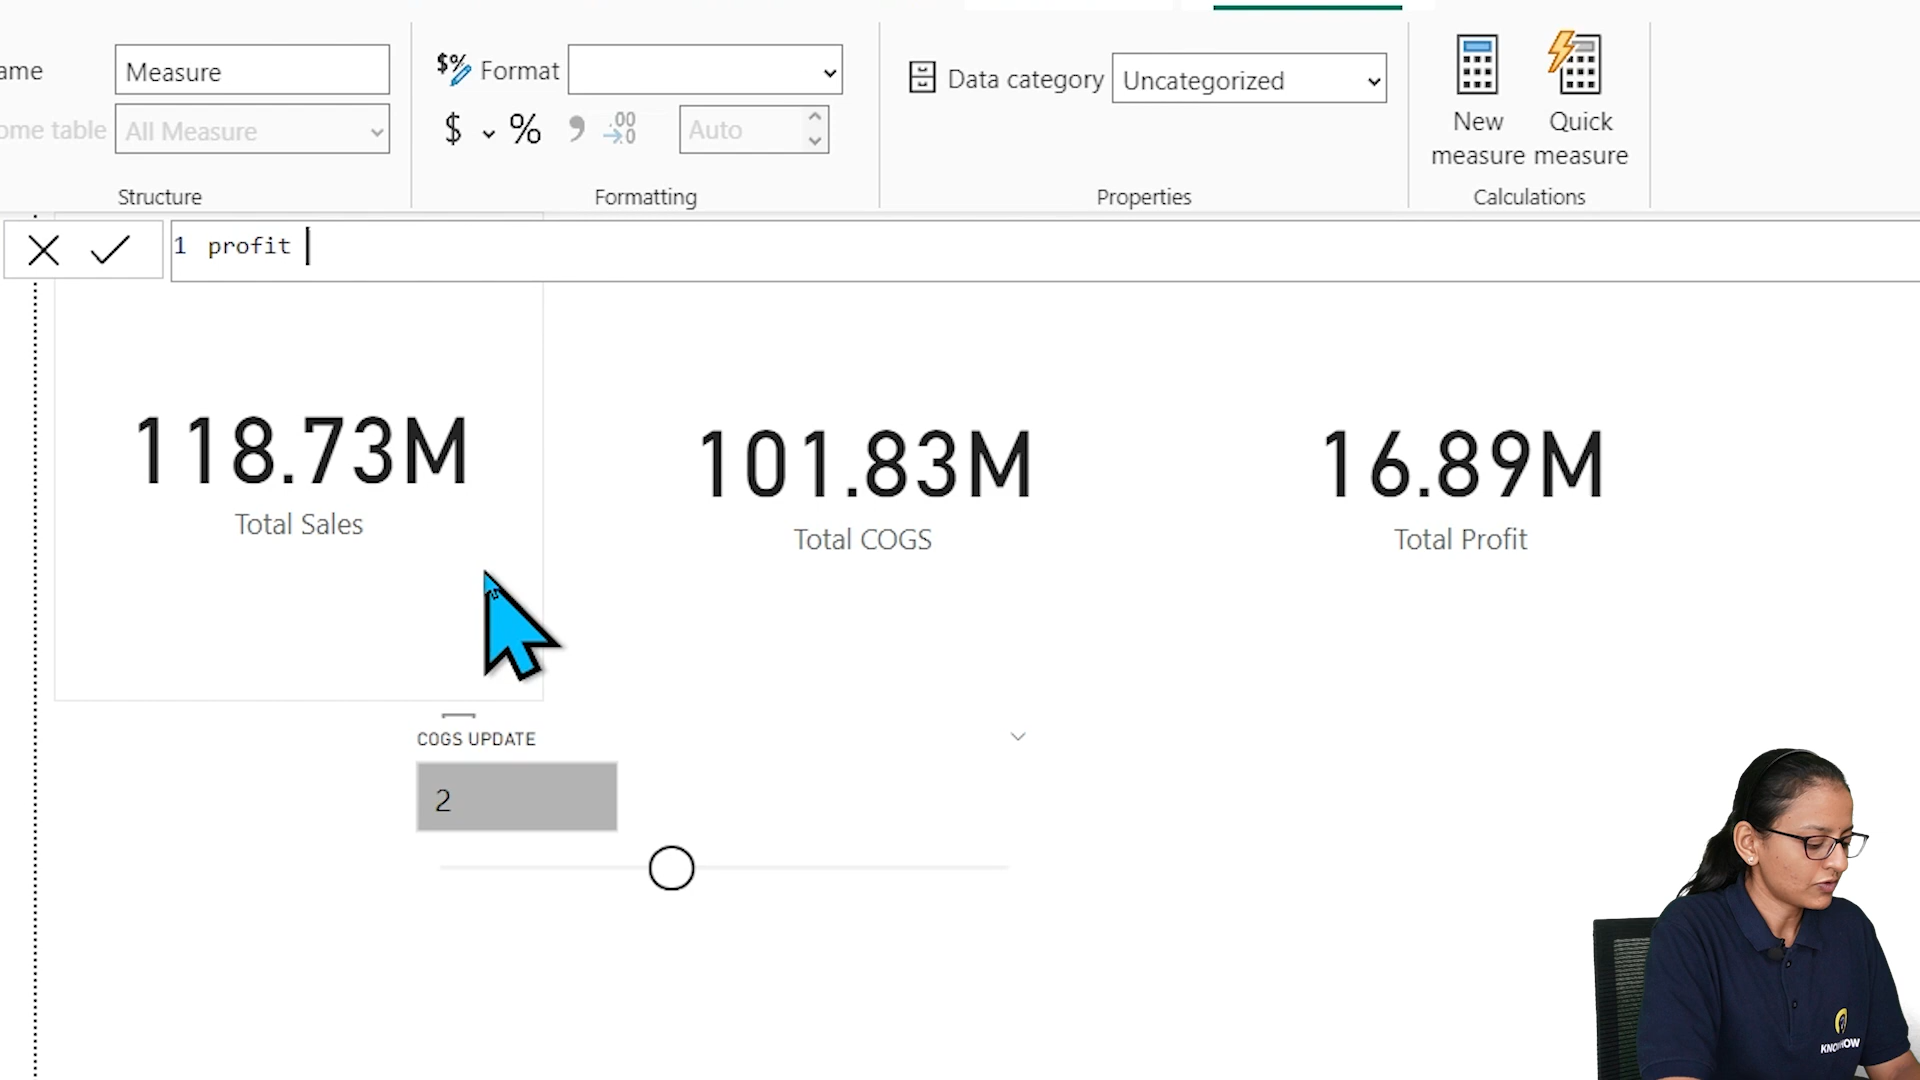 ame
Measure
Format
Data category
Uncategorized
New measure
Quick measure
ome table
All Measure
$
%
.00
→0
Auto
Structure
Formatting
Properties
Calculations
1 profit
118.73M
Total Sales
101.83M
Total COGS
16.89M
Total Profit
COGS UPDATE
2